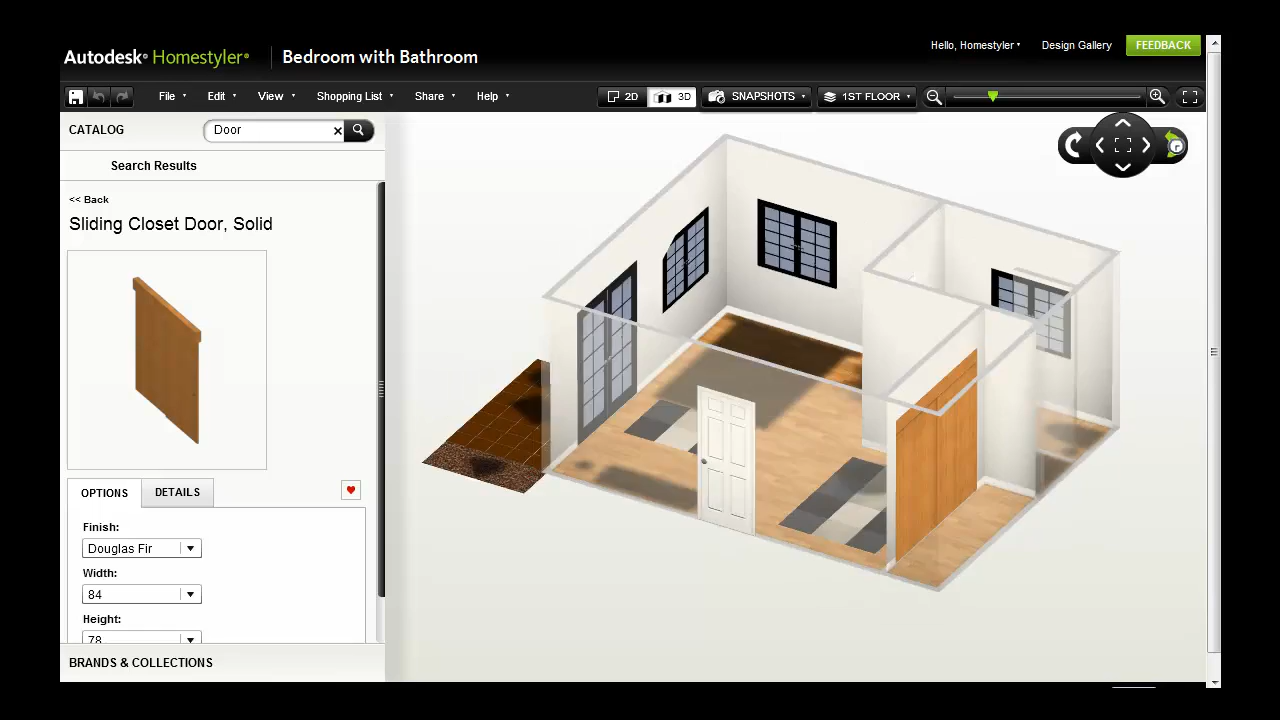 Autodesk® Homestyler®
Bedroom with Bathroom
Hello, Homestyler
Design Gallery
FEEDBACK
File
Edit
View
Shopping List
Share
Help
2D
3D
SNAPSHOTS
1ST FLOOR
CATALOG
Door
Search Results
<< Back
Sliding Closet Door, Solid
OPTIONS
DETAILS
Finish:
Douglas Fir
Width:
84
Height:
78
BRANDS & COLLECTIONS